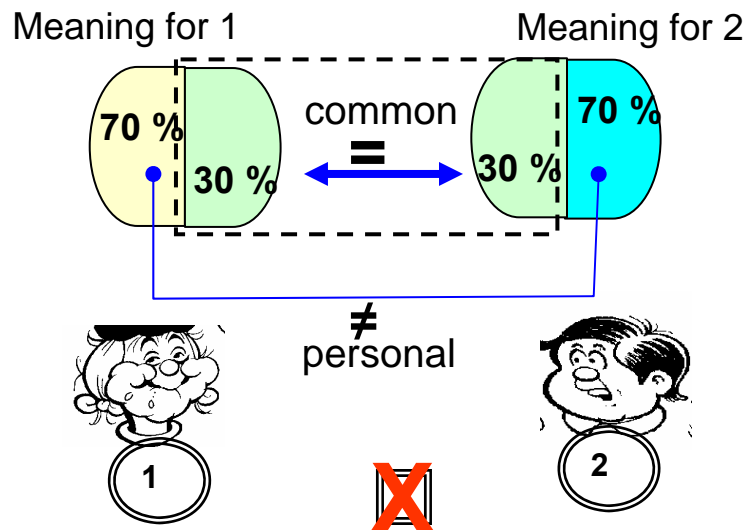 Meaning for 1
Meaning for 2
70 %
30 %
common
=
30 %
70 %
≠
personal
1
X
2